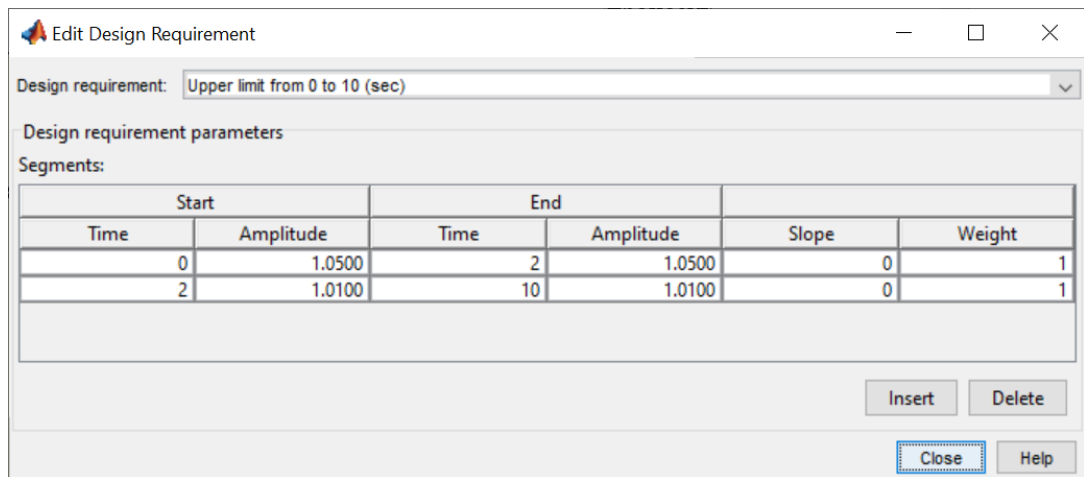 Edit Design Requirement
Design requirement: Upper limit from 0 to 10 (sec)
Design requirement parameters
Segments:
Start End
Time Amplitude Time Amplitude Slope Weight
0 1.0500 2 1.0500 0 1
2 1.0100 10 1.0100 0 1
Insert Delete
Close Help